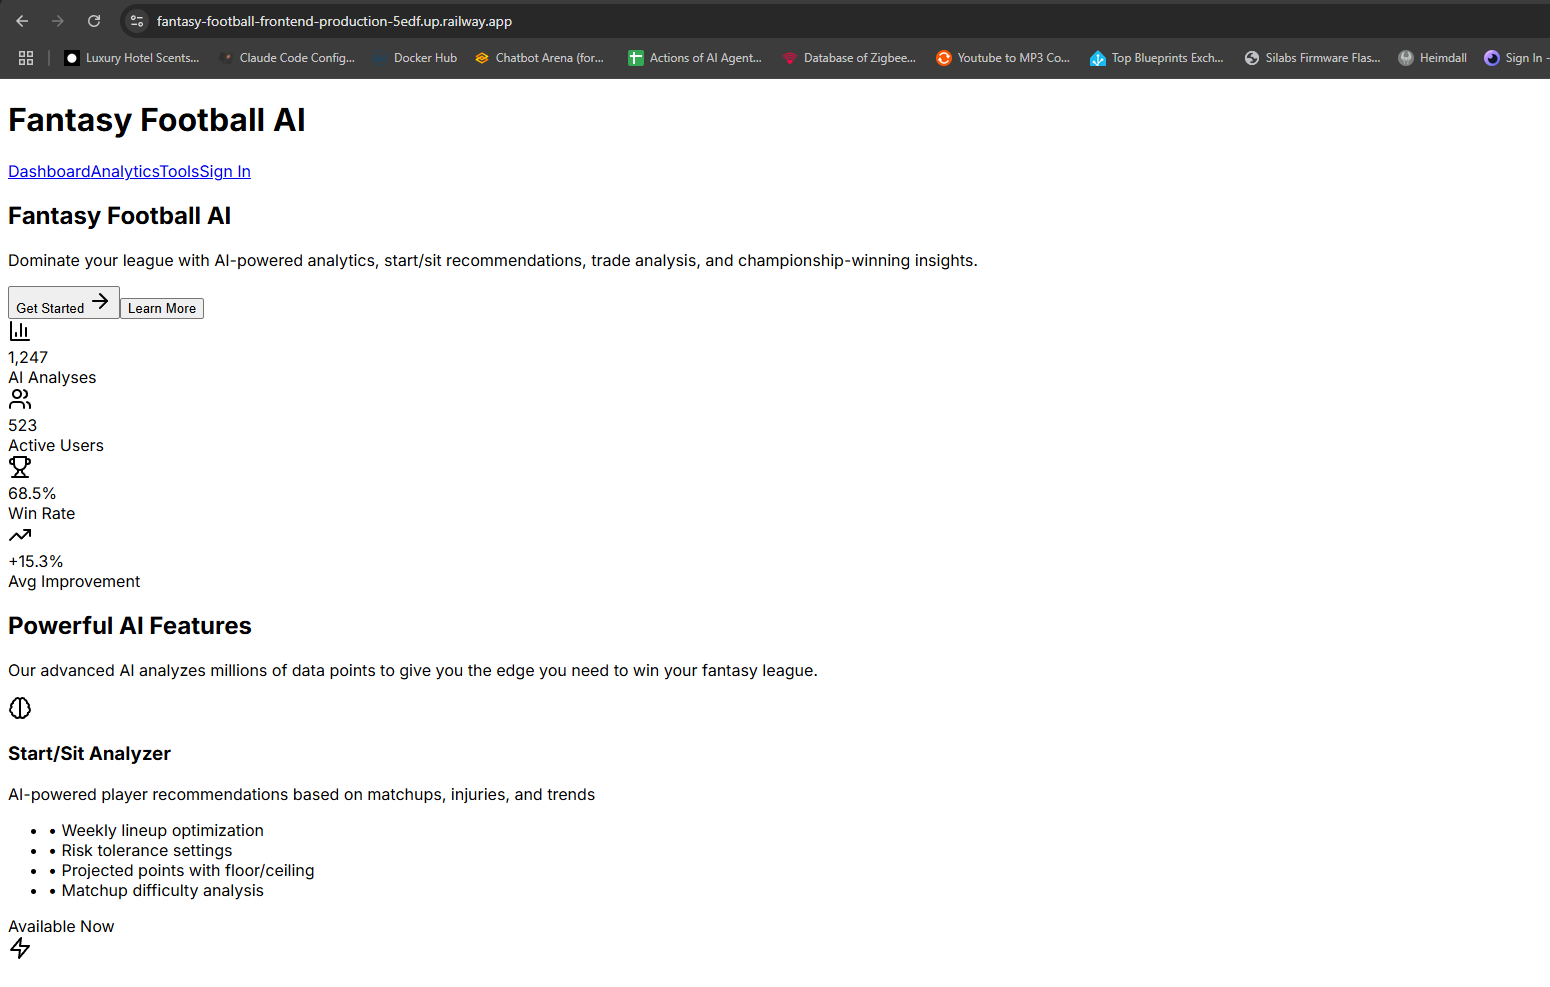 fantasy-football-frontend-production-5edf.up.railway.app
Luxury Hotel Scents... Claude Code Config... Docker Hub Chatbot Arena (for... Actions of AI Agent... Database of Zigbee... Youtube to MP3 Co... Top Blueprints Exch... Silabs Firmware Flas... Heimdall Sign In -
Fantasy Football AI
DashboardAnalyticsToolsSign In
Fantasy Football AI
Dominate your league with AI-powered analytics, start/sit recommendations, trade analysis, and championship-winning insights.
Get Started Learn More
1,247
AI Analyses
523
Active Users
68.5%
Win Rate
+15.3%
Avg Improvement
Powerful AI Features
Our advanced AI analyzes millions of data points to give you the edge you need to win your fantasy league.
Start/Sit Analyzer
AI-powered player recommendations based on matchups, injuries, and trends
• • Weekly lineup optimization
• • Risk tolerance settings
• • Projected points with floor/ceiling
• • Matchup difficulty analysis
Available Now